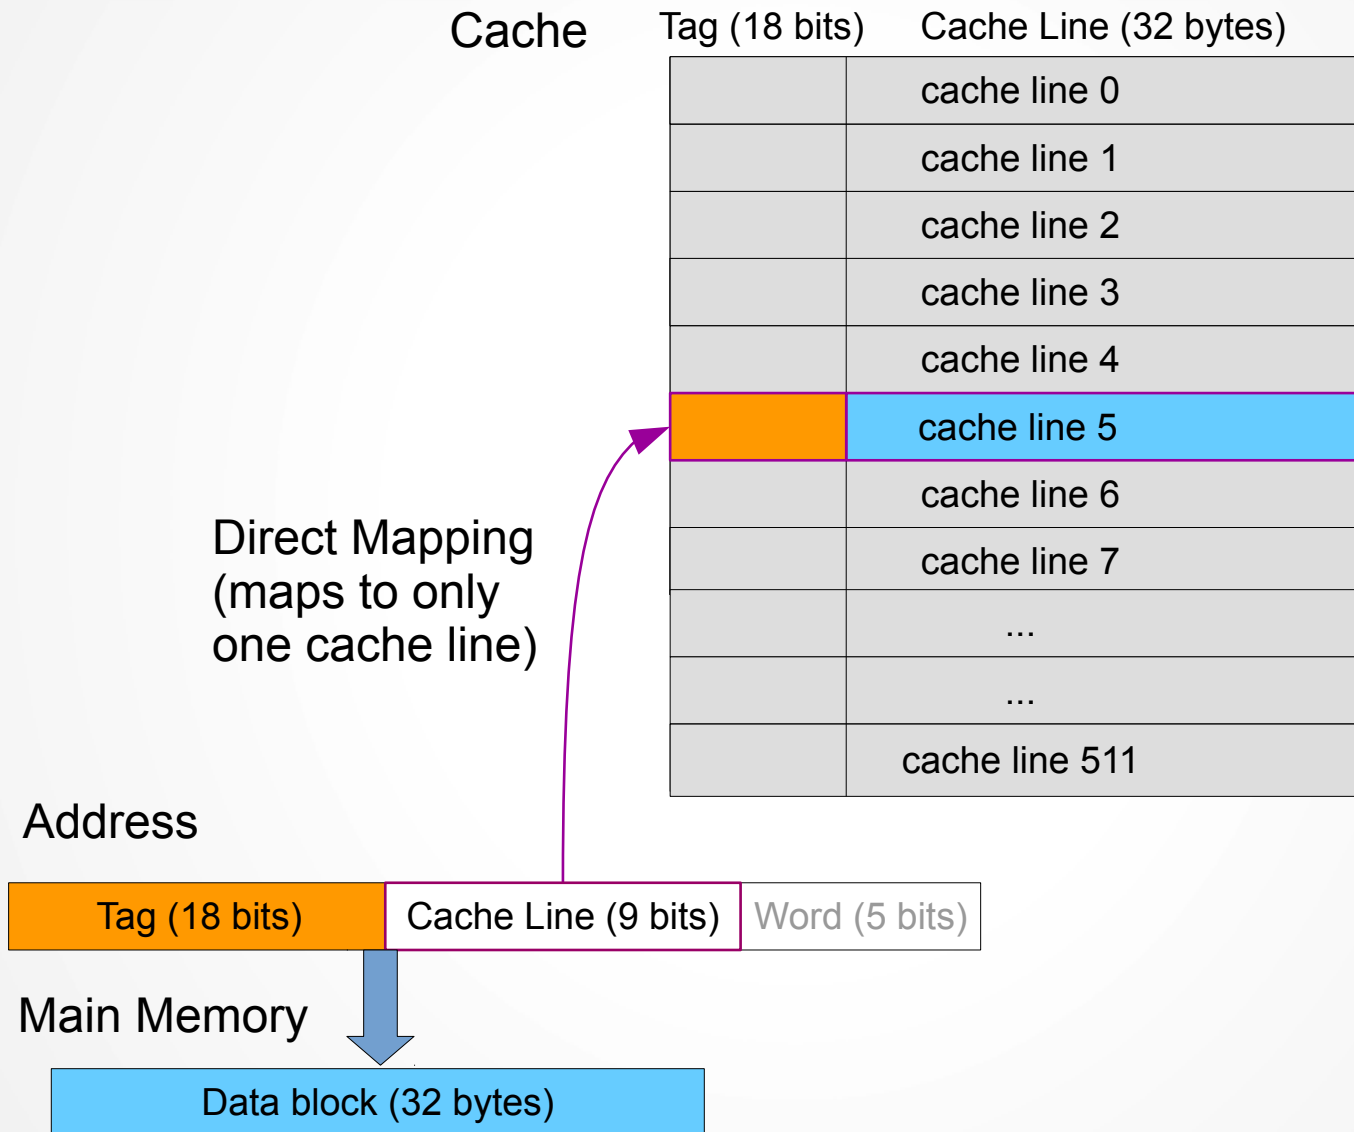 Cache
Tag (18 bits)
Cache Line (32 bytes)
cache line 0
cache line 1
cache line 2
cache line 3
cache line 4
cache line 5
cache line 6
cache line 7
...
...
cache line 511
Direct Mapping
(maps to only
one cache line)
Address
Tag (18 bits)
Cache Line (9 bits)
Word (5 bits)
Main Memory
Data block (32 bytes)